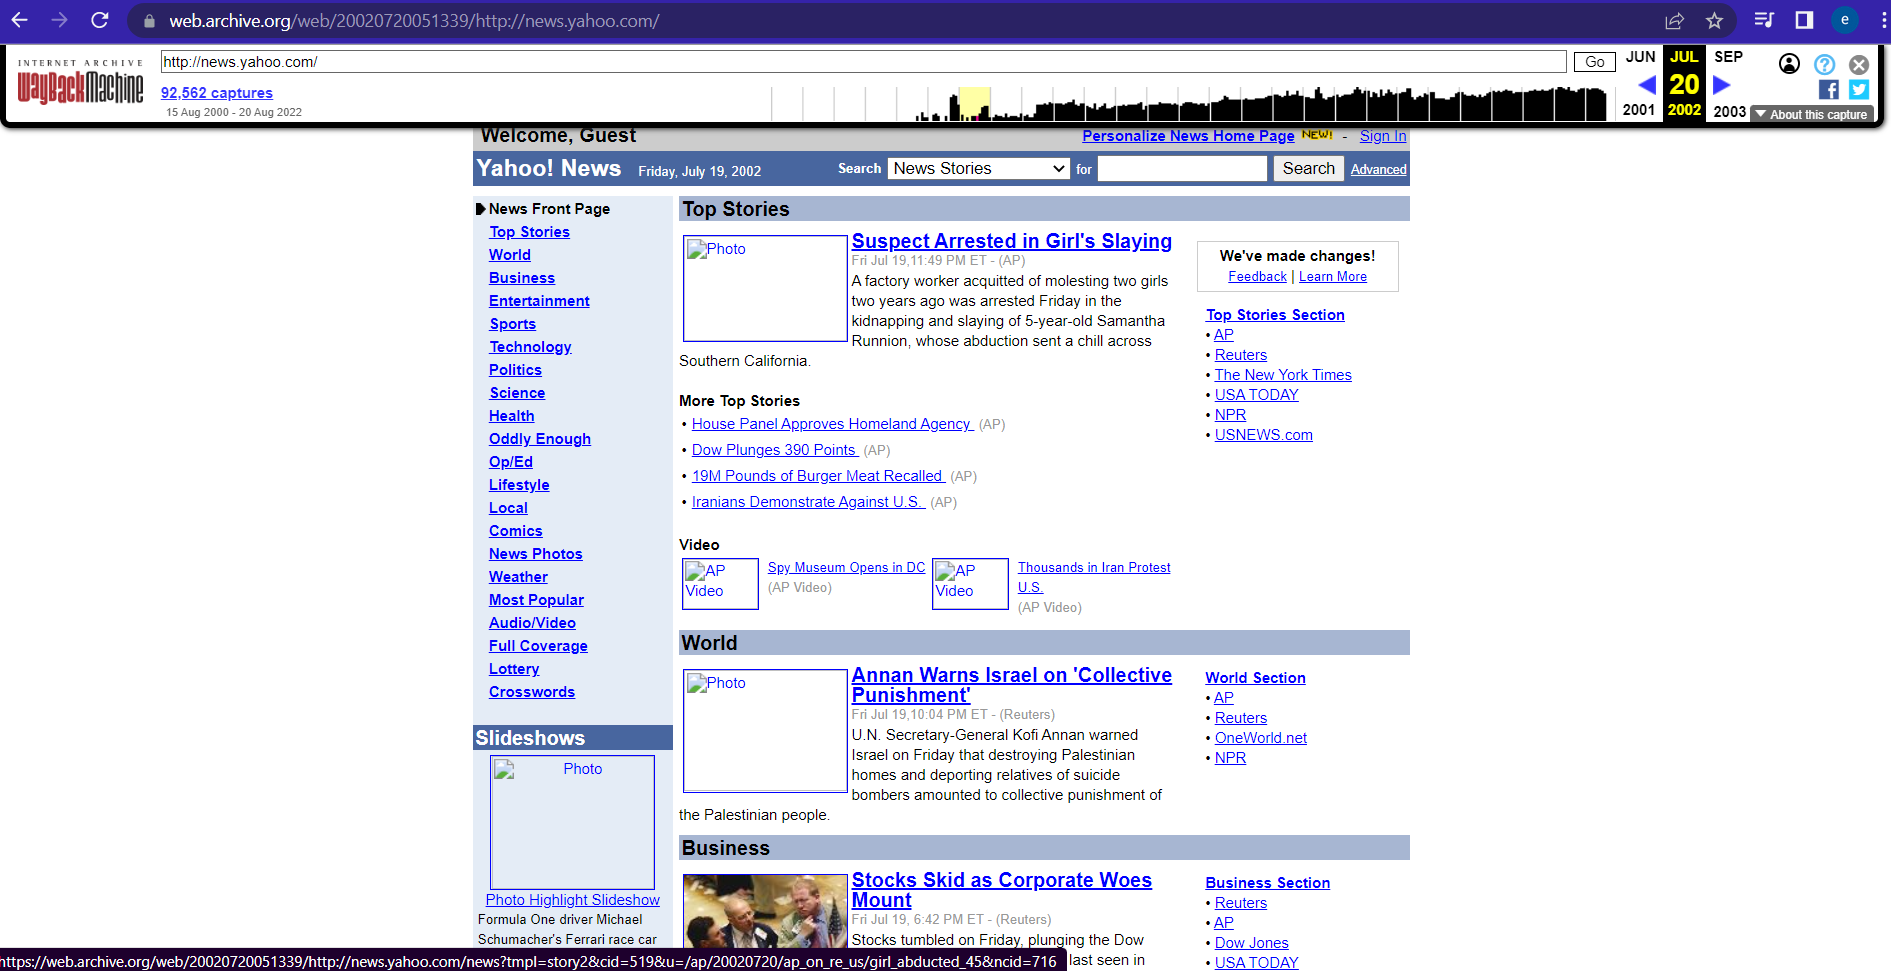 web.archive.org/web/20020720051339/http://news.yahoo.com/
e
INTERNET ARCHIVE
WayBackMachine
http://news.yahoo.com/
Go
JUN JUL SEP
92,562 captures
20
15 Aug 2000 - 20 Aug 2022
2001 2002 2003
About this capture
Welcome, Guest
Personalize News Home Page NEW! - Sign In
Yahoo! News Friday, July 19, 2002 Search News Stories for Search Advanced
News Front Page
Top Stories
World
Business
Entertainment
Sports
Technology
Politics
Science
Health
Oddly Enough
Op/Ed
Lifestyle
Local
Comics
News Photos
Weather
Most Popular
Audio/Video
Full Coverage
Lottery
Crosswords
Slideshows
Photo
Photo Highlight Slideshow
Formula One driver Michael
Schumacher's Ferrari race car
Top Stories
Photo
Suspect Arrested in Girl's Slaying
Fri Jul 19,11:49 PM ET - (AP)
A factory worker acquitted of molesting two girls
two years ago was arrested Friday in the
kidnapping and slaying of 5-year-old Samantha
Runnion, whose abduction sent a chill across
Southern California.
More Top Stories
• House Panel Approves Homeland Agency (AP)
• Dow Plunges 390 Points (AP)
• 19M Pounds of Burger Meat Recalled (AP)
• Iranians Demonstrate Against U.S. (AP)
Video
AP Video
Spy Museum Opens in DC
(AP Video)
AP Video
Thousands in Iran Protest
U.S.
(AP Video)
We've made changes!
Feedback | Learn More
Top Stories Section
• AP
• Reuters
• The New York Times
• USA TODAY
• NPR
• USNEWS.com
World
Photo
Annan Warns Israel on 'Collective
Punishment'
Fri Jul 19,10:04 PM ET - (Reuters)
U.N. Secretary-General Kofi Annan warned
Israel on Friday that destroying Palestinian
homes and deporting relatives of suicide
bombers amounted to collective punishment of
the Palestinian people.
World Section
• AP
• Reuters
• OneWorld.net
• NPR
Business
Stocks Skid as Corporate Woes
Mount
Fri Jul 19, 6:42 PM ET - (Reuters)
Stocks tumbled on Friday, plunging the Dow
last seen in
Business Section
• Reuters
• AP
• Dow Jones
• USA TODAY
https://web.archive.org/web/20020720051339/http://news.yahoo.com/news?tmpl=story2&cid=519&u=/ap/20020720/ap_on_re_us/girl_abducted_45&ncid=716